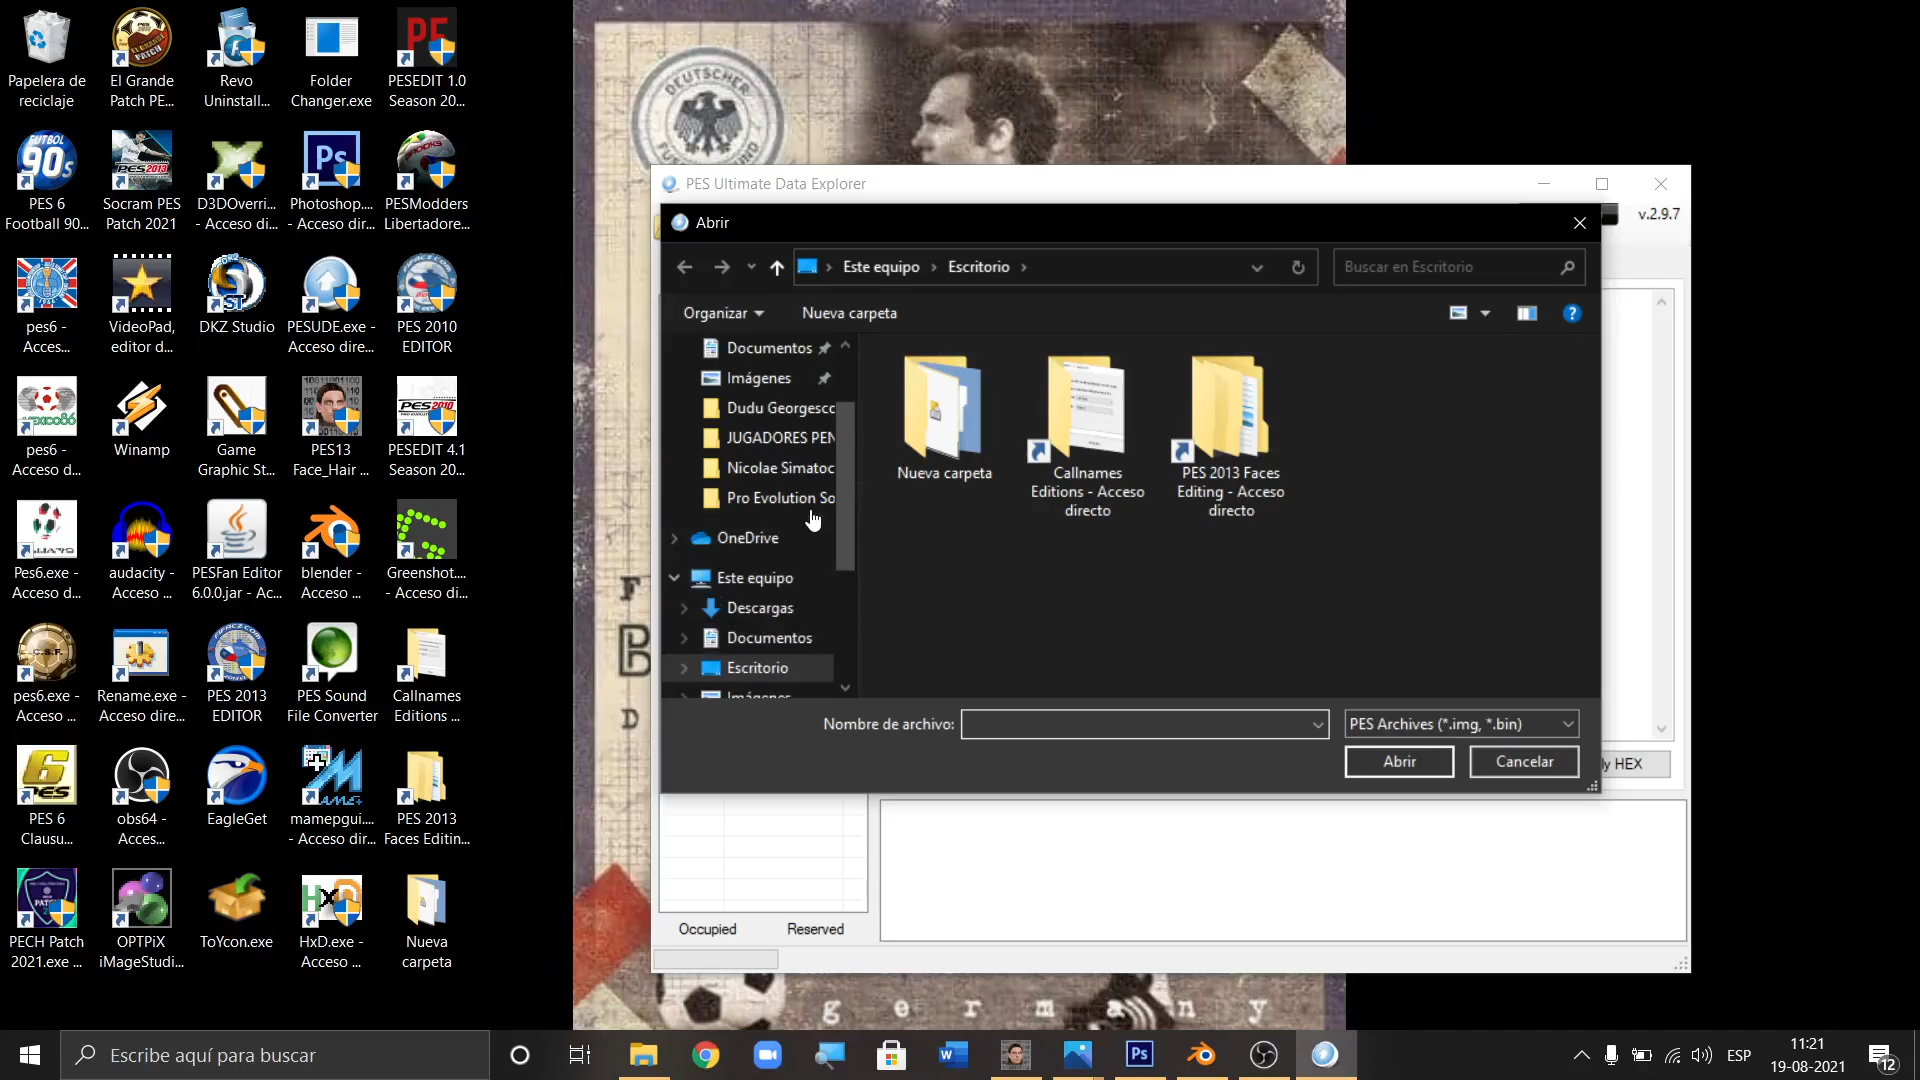 Papelera de
reciclaje
El Grande
Patch PE...
Revo
Uninstall...
Folder
Changer.exe
PESEDIT 1.0
Season 20...
PES 6
Football 90...
Socram PES
Patch 2021
D3DOverri...
- Acceso di...
Photoshop....
- Acceso dir...
PESModders
Libertadore...
pes6 -
Acces...
VideoPad,
editor d...
DKZ Studio
PESUDE.exe -
Acceso dire...
PES 2010
EDITOR
pes6 -
Acceso d...
Winamp
Game
Graphic St...
PES13
Face_Hair ...
PESEDIT 4.1
Season 20...
Pes6.exe -
Acceso d...
audacity -
Acceso ...
PESFan Editor
6.0.0.jar - Ac...
blender -
Acceso ...
Greenshot....
- Acceso di...
pes6.exe -
Acceso ...
Rename.exe -
Acceso dire...
PES 2013
EDITOR
PES Sound
File Converter
Callnames
Editions ...
PES 6
Clausu...
obs64 -
Acces...
EagleGet
mamepgui....
- Acceso dir...
PES 2013
Faces Editin...
PECH Patch
2021.exe ...
OPTPiX
iMageStudi...
ToYcon.exe
HxD.exe -
Acceso ...
Nueva
carpeta
DEUTSCHER
PES Ultimate Data Explorer
v.2.9.7
Abrir
Este equipo
Escritorio
Buscar en Escritorio
Organizar
Nueva carpeta
Documentos
Imágenes
Dudu Georgescc
JUGADORES PEN
Nicolae Simatoc
Pro Evolution So
OneDrive
Este equipo
Descargas
Documentos
Escritorio
Imágenes
Nueva carpeta
Callnames
Editions - Acceso
directo
PES 2013 Faces
Editing - Acceso
directo
Nombre de archivo:
PES Archives (*.img, *.bin)
Abrir
Cancelar
ly HEX
Occupied
Reserved
g e r m a n y
Escribe aquí para buscar
ESP
11:21
19-08-2021
12